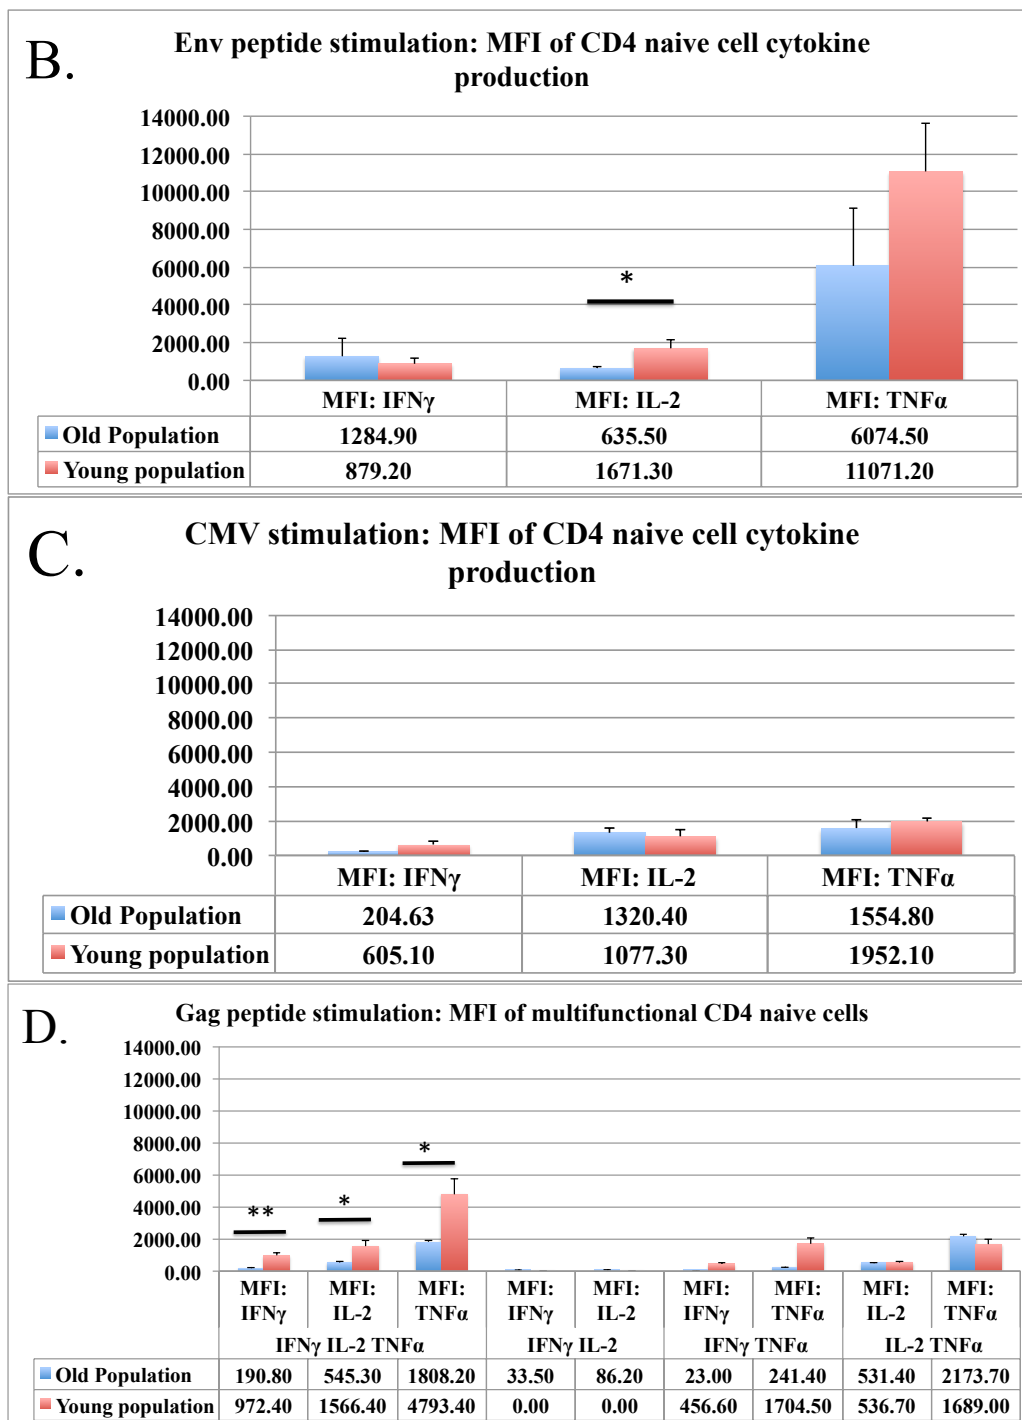 B.
Env peptide stimulation: MFI of CD4 naive cell cytokine
production
14000.00
12000.00
10000.00
8000.00
6000.00
4000.00
2000.00
0.00
*
MFI: IFNγ MFI: IL-2 MFI: TNFα
Old Population 1284.90 635.50 6074.50
Young population 879.20 1671.30 11071.20
C.
CMV stimulation: MFI of CD4 naive cell cytokine
production
14000.00
12000.00
10000.00
8000.00
6000.00
4000.00
2000.00
0.00
MFI: IFNγ MFI: IL-2 MFI: TNFα
Old Population 204.63 1320.40 1554.80
Young population 605.10 1077.30 1952.10
D.
Gag peptide stimulation: MFI of multifunctional CD4 naive cells
14000.00
12000.00
10000.00
8000.00
6000.00
4000.00
2000.00
0.00
** * *
MFI: MFI: MFI: MFI: MFI: MFI: MFI: MFI: MFI:
IFNγ IL-2 TNFα IFNγ IL-2 IFNγ TNFα IL-2 TNFα
IFNγ IL-2 TNFα IFNγ IL-2 IFNγ TNFα IL-2 TNFα
Old Population 190.80 545.30 1808.20 33.50 86.20 23.00 241.40 531.40 2173.70
Young population 972.40 1566.40 4793.40 0.00 0.00 456.60 1704.50 536.70 1689.00